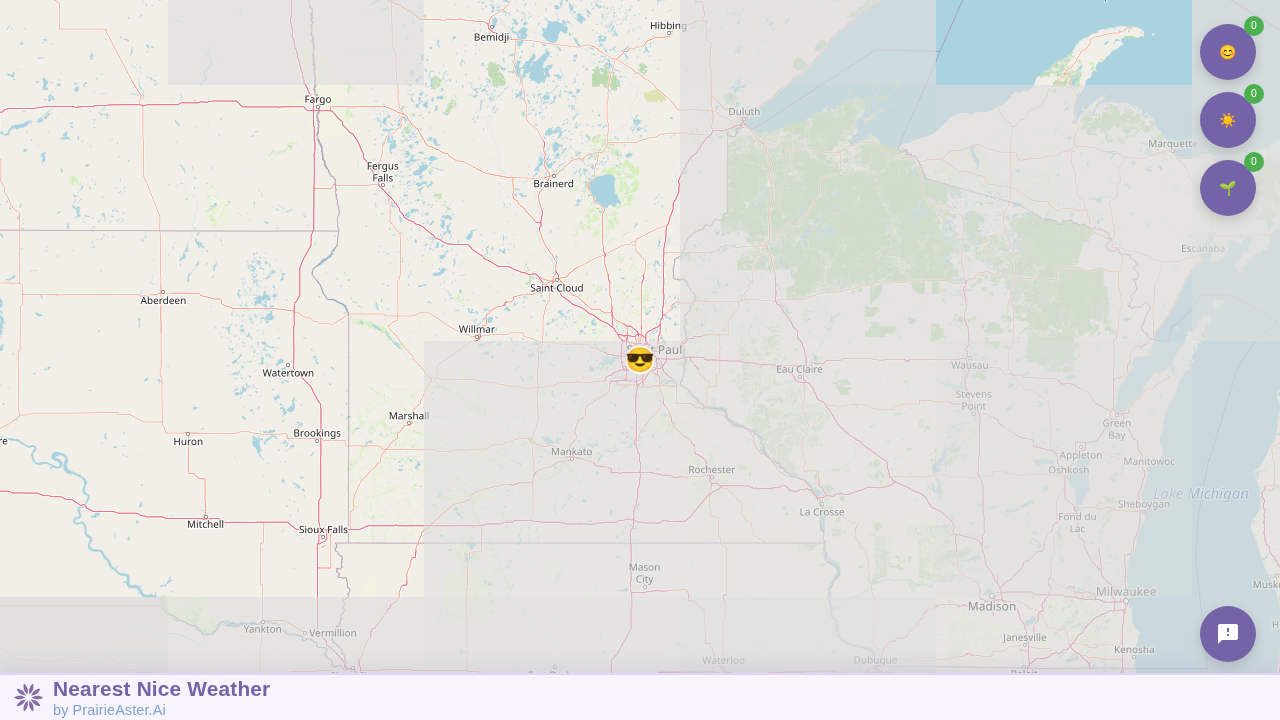 Hibbing
Bemidji
0
0
Fargo
Duluth
Marquette
0
Fergus
Falls
Brainerd
Escanaba
Saint Cloud
Aberdeen
Willmar
Paul
Eau Claire
Wausau
Watertown
Stevens
Point
Marshall
Green
Bay
Brookings
Huron
Mankato
Appleton
Rochester
Oshkosh
Manitowoc
Lake Michigan
La Crosse
Sheboygan
Mitchell
Sioux Falls
Fond du
Lac
Mason
City
Milwaukee
Madison
Yankton
Vermillion
Janesville
Kenosha
Waterloo
Dubuque
Nearest Nice Weather
by PrairieAster.Ai